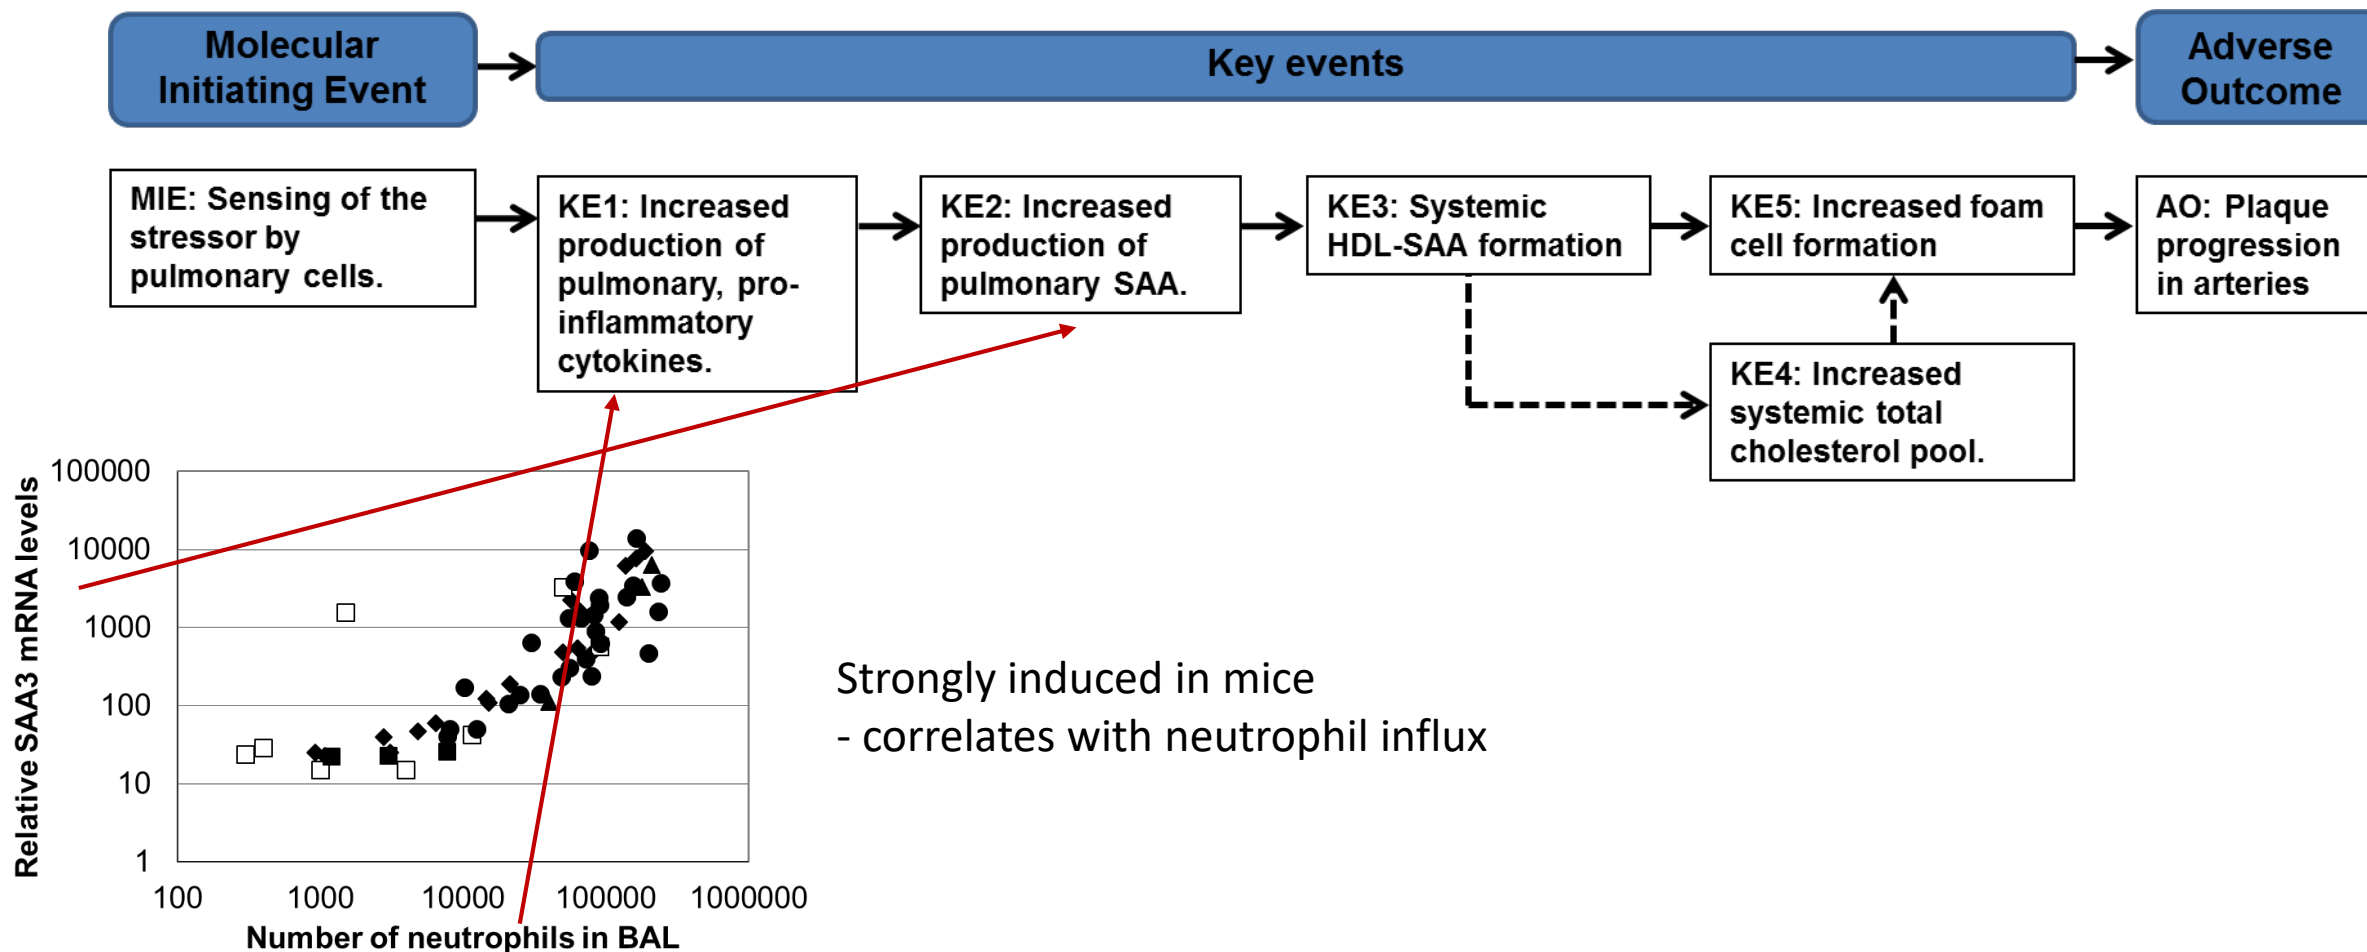 Molecular
Initiating Event
Key events
Adverse
Outcome
MIE: Sensing of the
stressor by
pulmonary cells.
KE1: Increased
production of
pulmonary, pro-
inflammatory
cytokines.
KE2: Increased
production of
pulmonary SAA.
KE3: Systemic
HDL-SAA formation
KE5: Increased foam
cell formation
AO: Plaque
progression
in arteries
KE4: Increased
systemic total
cholesterol pool.
Relative SAA3 mRNA levels
100000
10000
1000
100
10
1
100 1000 10000 100000 1000000
Number of neutrophils in BAL
Strongly induced in mice
- correlates with neutrophil influx